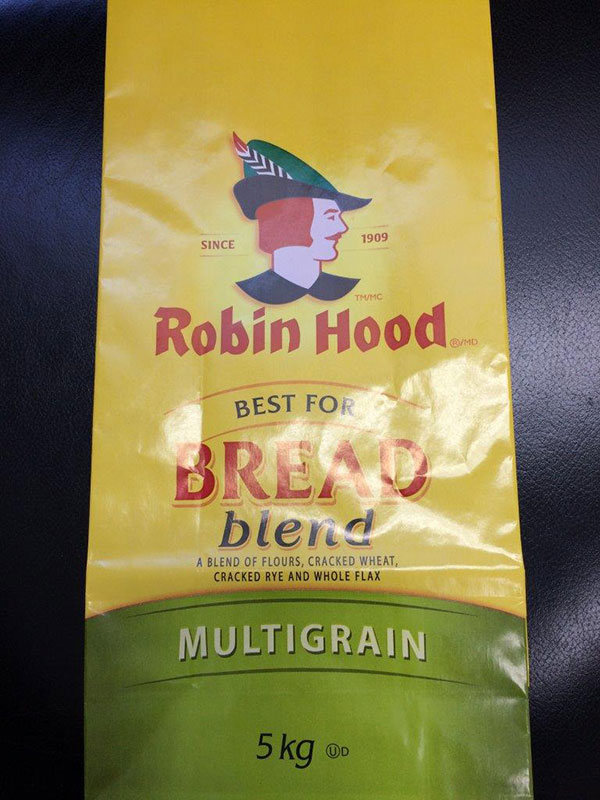 SINCE 1909
TM/MC
Robin Hood ®/MD
BEST FOR
BREAD
blend
A BLEND OF FLOURS, CRACKED WHEAT,
CRACKED RYE AND WHOLE FLAX
MULTIGRAIN
5 kg ⓊD